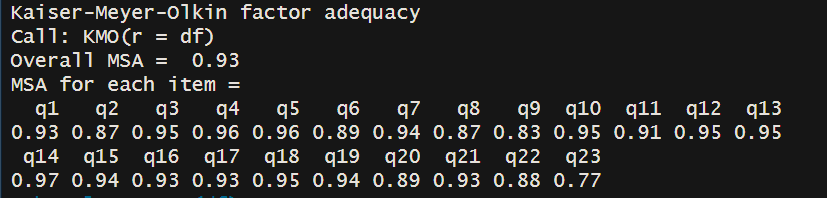 Kaiser-Meyer-Olkin factor adequacy
Call: KMO(r = df)
Overall MSA =  0.93
MSA for each item =
  q1   q2   q3   q4   q5   q6   q7   q8   q9  q10  q11  q12  q13
0.93 0.87 0.95 0.96 0.96 0.89 0.94 0.87 0.83 0.95 0.91 0.95 0.95
 q14  q15  q16  q17  q18  q19  q20  q21  q22  q23
0.97 0.94 0.93 0.93 0.95 0.94 0.89 0.93 0.88 0.77